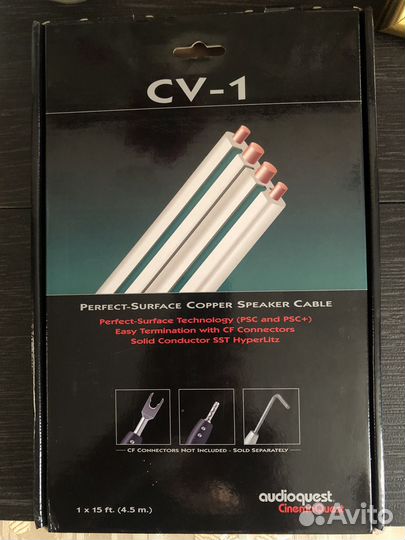 CV-1
Perfect-Surface Copper Speaker Cable
Perfect-Surface Technology (PSC and PSC+)
Easy Termination with CF Connectors
Solid Conductor SST HyperLitz
CF Connectors Not Included - Sold Separately
1 x 15 ft. (4.5 m.)
audioquest
CinemaQuest
Avito